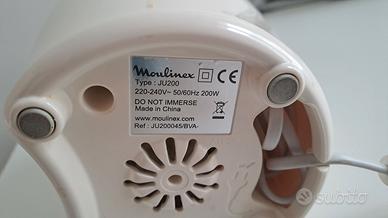 Moulinex CE
Type : JU200
220-240V~ 50/60Hz 200W
DO NOT IMMERSE
Made in China
www.moulinex.com
Ref : JU200045/BVA-
subito